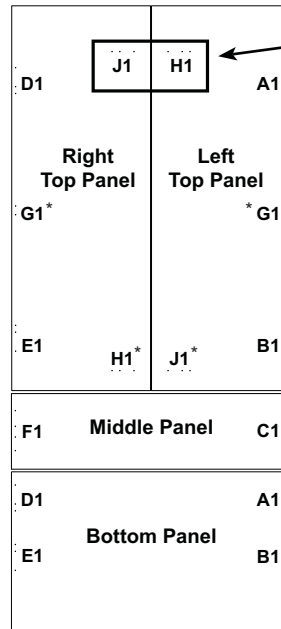 J1 H1
D1 A1
Right Left
Top Panel Top Panel
G1* * G1
E1 B1
H1* J1*
F1 Middle Panel C1
D1 A1
Bottom Panel
E1 B1